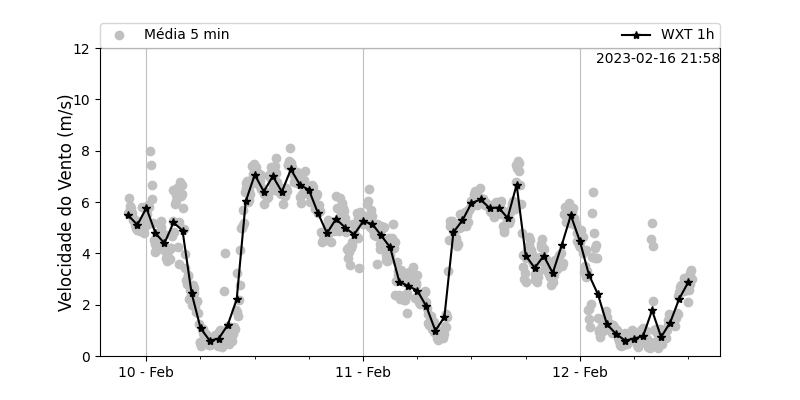 Média 5 min
WXT 1h
2023-02-16 21:58
Velocidade do Vento (m/s)
12
10
8
6
4
2
0
10 - Feb
11 - Feb
12 - Feb